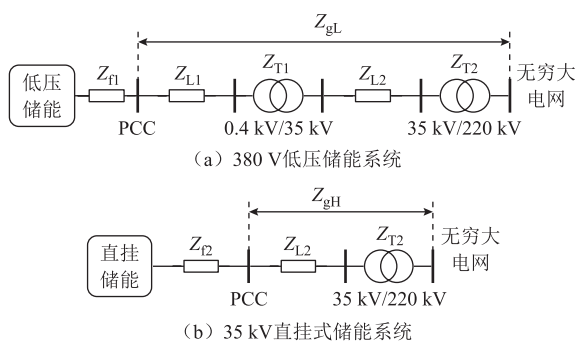 Z_gL
低压
储能
Z_f1
PCC
Z_L1
Z_T1
0.4 kV/35 kV
Z_L2
Z_T2
35 kV/220 kV
无穷大
电网
（a）380 V低压储能系统
Z_gH
直挂
储能
Z_f2
PCC
Z_L2
Z_T2
35 kV/220 kV
无穷大
电网
（b）35 kV直挂式储能系统